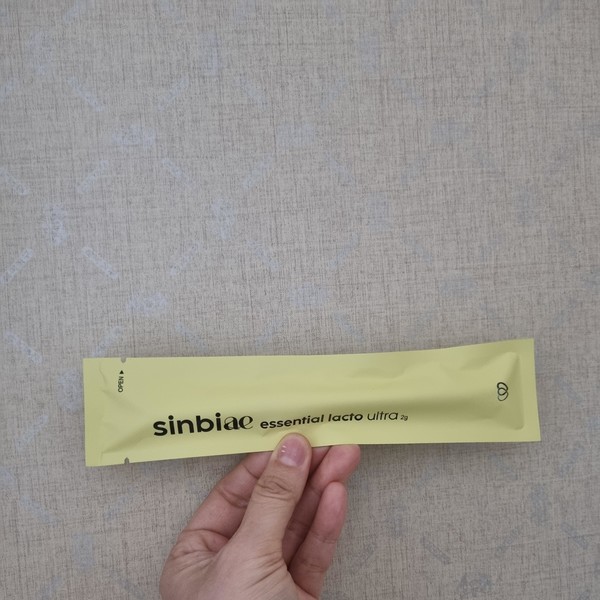 OPEN ▶
sinbiae essential lacto ultra 2g